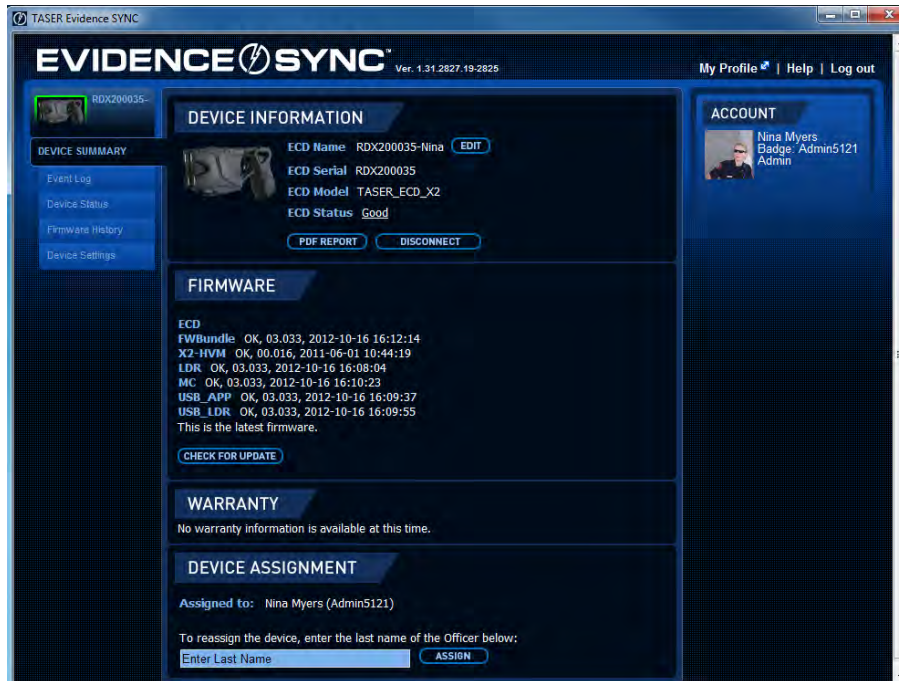 TASER Evidence SYNC
EVIDENCE SYNC™ Ver. 1.31.2827.19-2825
My Profile | Help | Log out
RDX200035-
DEVICE SUMMARY
Event Log
Device Status
Firmware History
Device Settings
DEVICE INFORMATION
ECD Name RDX200035-Nina EDIT
ECD Serial RDX200035
ECD Model TASER_ECD_X2
ECD Status Good
PDF REPORT DISCONNECT
FIRMWARE
ECD
FWBundle OK, 03.033, 2012-10-16 16:12:14
X2-HVM OK, 00.016, 2011-06-01 10:44:19
LDR OK, 03.033, 2012-10-16 16:08:04
MC OK, 03.033, 2012-10-16 16:10:23
USB_APP OK, 03.033, 2012-10-16 16:09:37
USB_LDR OK, 03.033, 2012-10-16 16:09:55
This is the latest firmware.
CHECK FOR UPDATE
WARRANTY
No warranty information is available at this time.
DEVICE ASSIGNMENT
Assigned to: Nina Myers (Admin5121)
To reassign the device, enter the last name of the Officer below:
Enter Last Name ASSIGN
ACCOUNT
Nina Myers
Badge: Admin5121
Admin